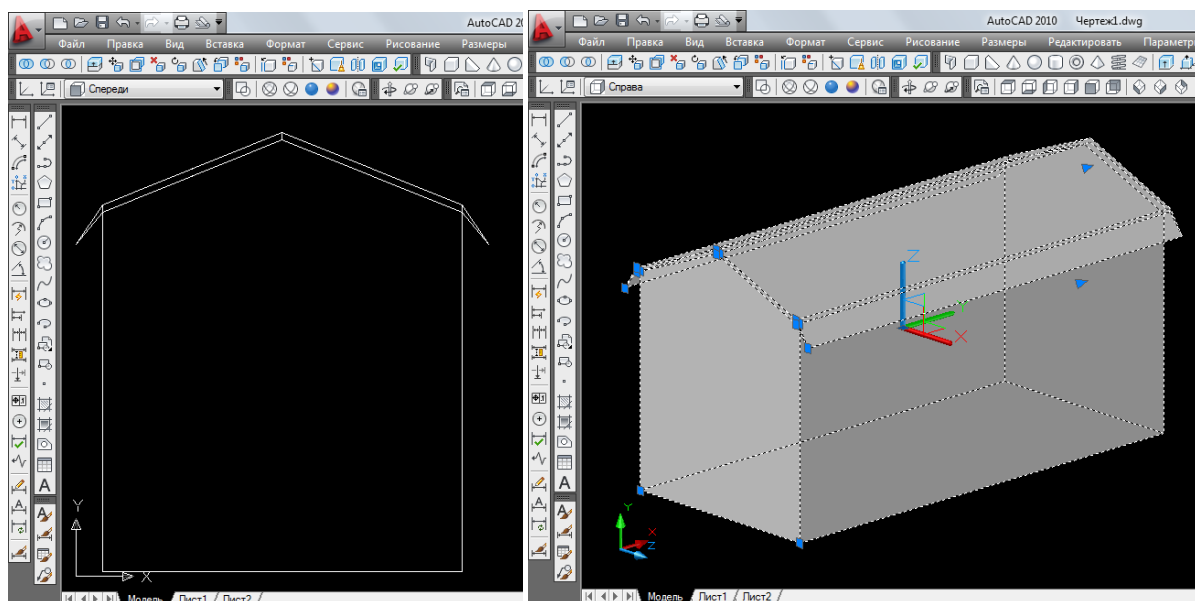 AutoCAD 20
Файл Правка Вид Вставка Формат Сервис Рисование Размеры
Спереди
Y
X
Модель Лист1 Лист2
AutoCAD 2010 Чертеж1.dwg
Файл Правка Вид Вставка Формат Сервис Рисование Размеры Редактировать Параметр
Справа
Z
Y
X
Y
X
Z
Модель Лист1 Лист2